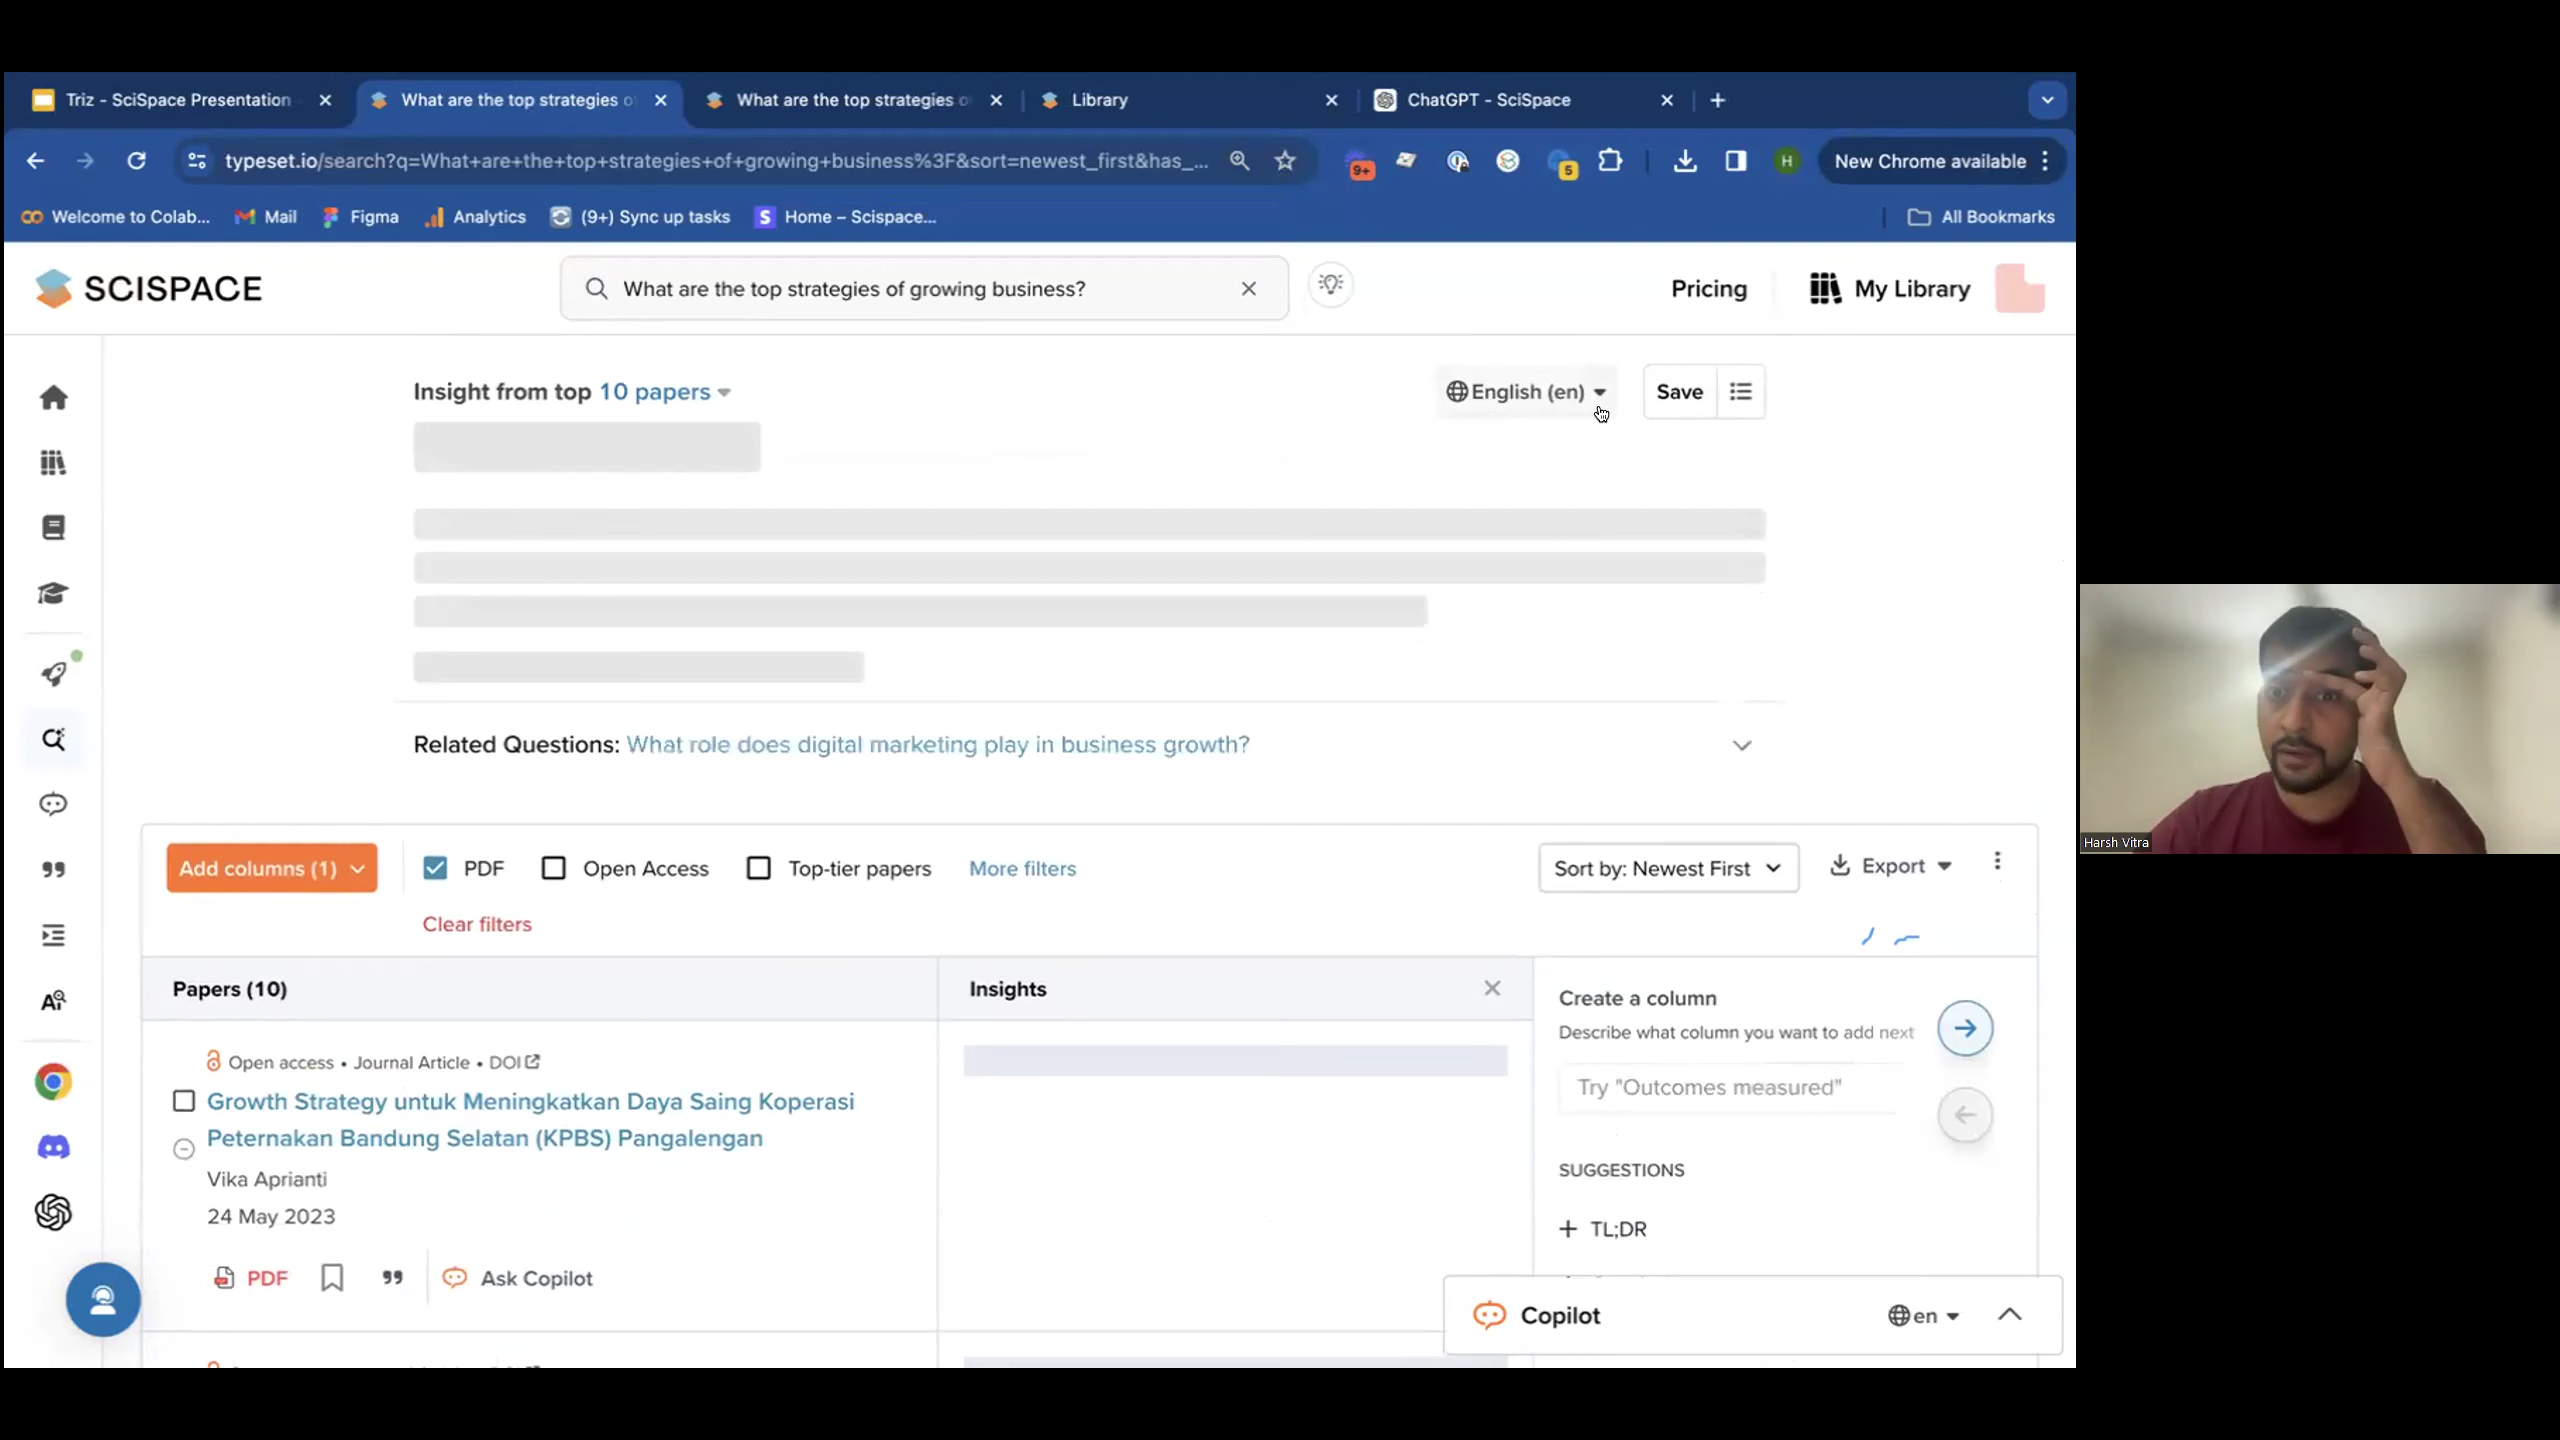 Triz - SciSpace Presentation
What are the top strategies o
What are the top strategies o
Library
ChatGPT - SciSpace
typeset.io/search?q=What+are+the+top+strategies+of+growing+business%3F&sort=newest_first&has_...
9+
5
H
New Chrome available
Welcome to Colab...
Mail
Figma
Analytics
(9+) Sync up tasks
S
Home – Scispace...
All Bookmarks
SCISPACE
What are the top strategies of growing business?
Pricing
My Library
Insight from top 10 papers
English (en)
Save
Related Questions: What role does digital marketing play in business growth?
Add columns (1)
PDF
Open Access
Top-tier papers
More filters
Sort by: Newest First
Export
Clear filters
Papers (10)
Insights
Create a column
Describe what column you want to add next
Try "Outcomes measured"
Open access • Journal Article • DOI
Growth Strategy untuk Meningkatkan Daya Saing Koperasi
Peternakan Bandung Selatan (KPBS) Pangalengan
Vika Aprianti
24 May 2023
PDF
Ask Copilot
SUGGESTIONS
+ TL;DR
Copilot
en
Harsh Vitra